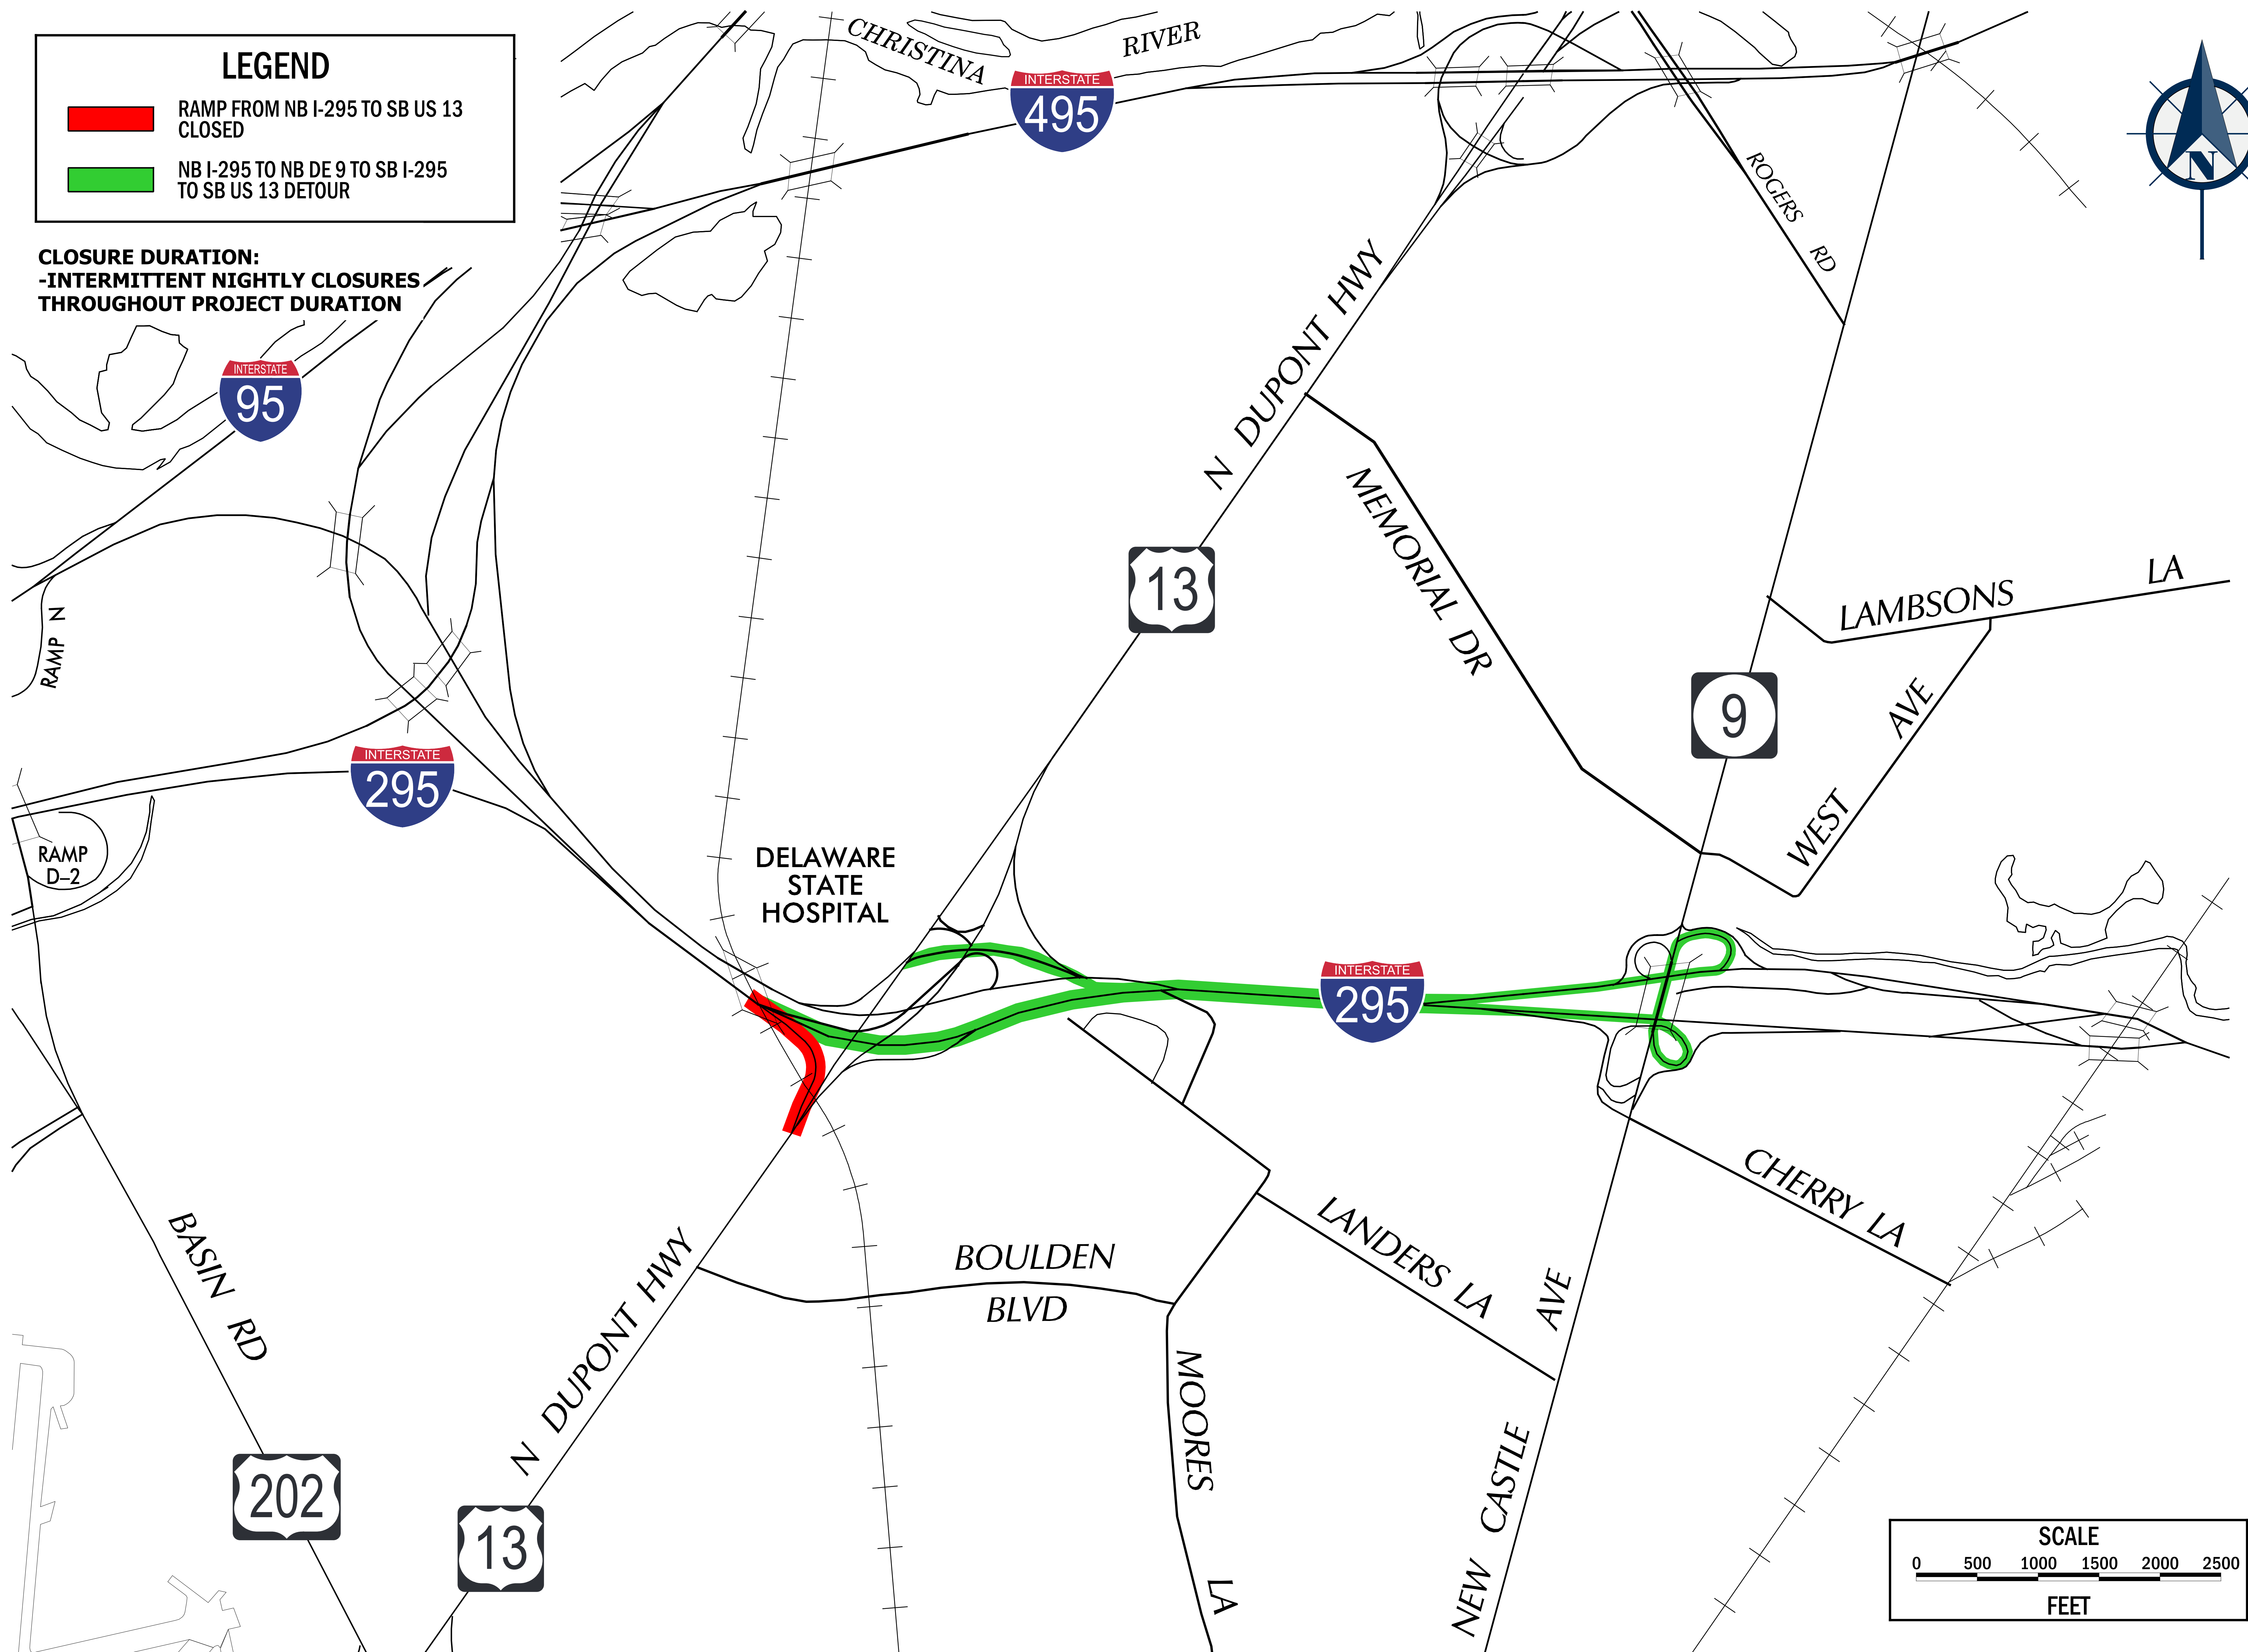 LEGEND
RAMP FROM NB I-295 TO SB US 13
CLOSED
NB I-295 TO NB DE 9 TO SB I-295
TO SB US 13 DETOUR
CLOSURE DURATION:
-INTERMITTENT NIGHTLY CLOSURES
THROUGHOUT PROJECT DURATION
CHRISTINA
RIVER
INTERSTATE
495
N
ROGERS
RD
INTERSTATE
95
N DUPONT HWY
MEMORIAL DR
13
LAMBSONS
LA
RAMP N
9
WEST
AVE
INTERSTATE
295
RAMP
D–2
DELAWARE
STATE
HOSPITAL
INTERSTATE
295
BASIN
RD
N DUPONT HWY
BOULDEN
BLVD
LANDERS LA
CHERRY LA
MOORES
LA
NEW CASTLE
AVE
202
13
SCALE
0 500 1000 1500 2000 2500
FEET